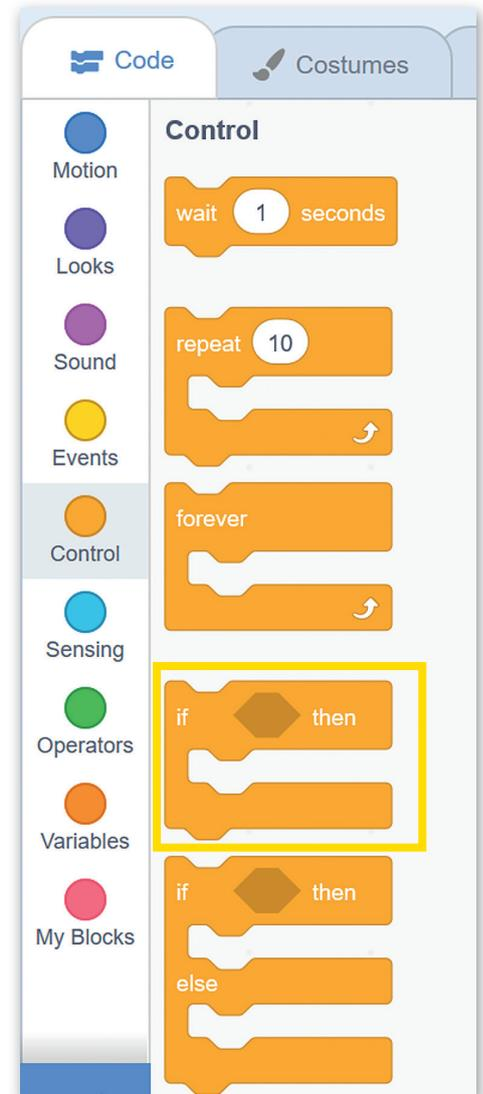 Code
Costumes
Motion
Looks
Sound
Events
Control
Sensing
Operators
Variables
My Blocks
Control
wait 1 seconds
repeat 10
forever
if then
if then
else